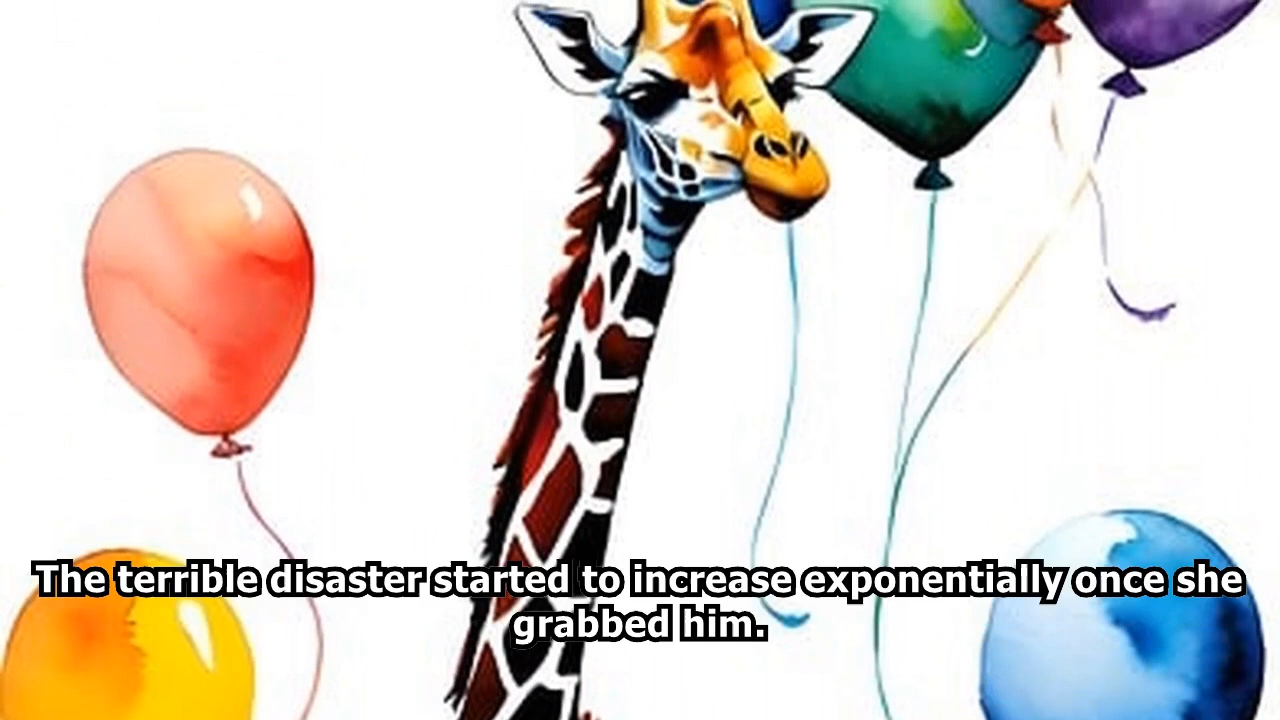 The terrible disaster started to increase exponentially once she
grabbed him.